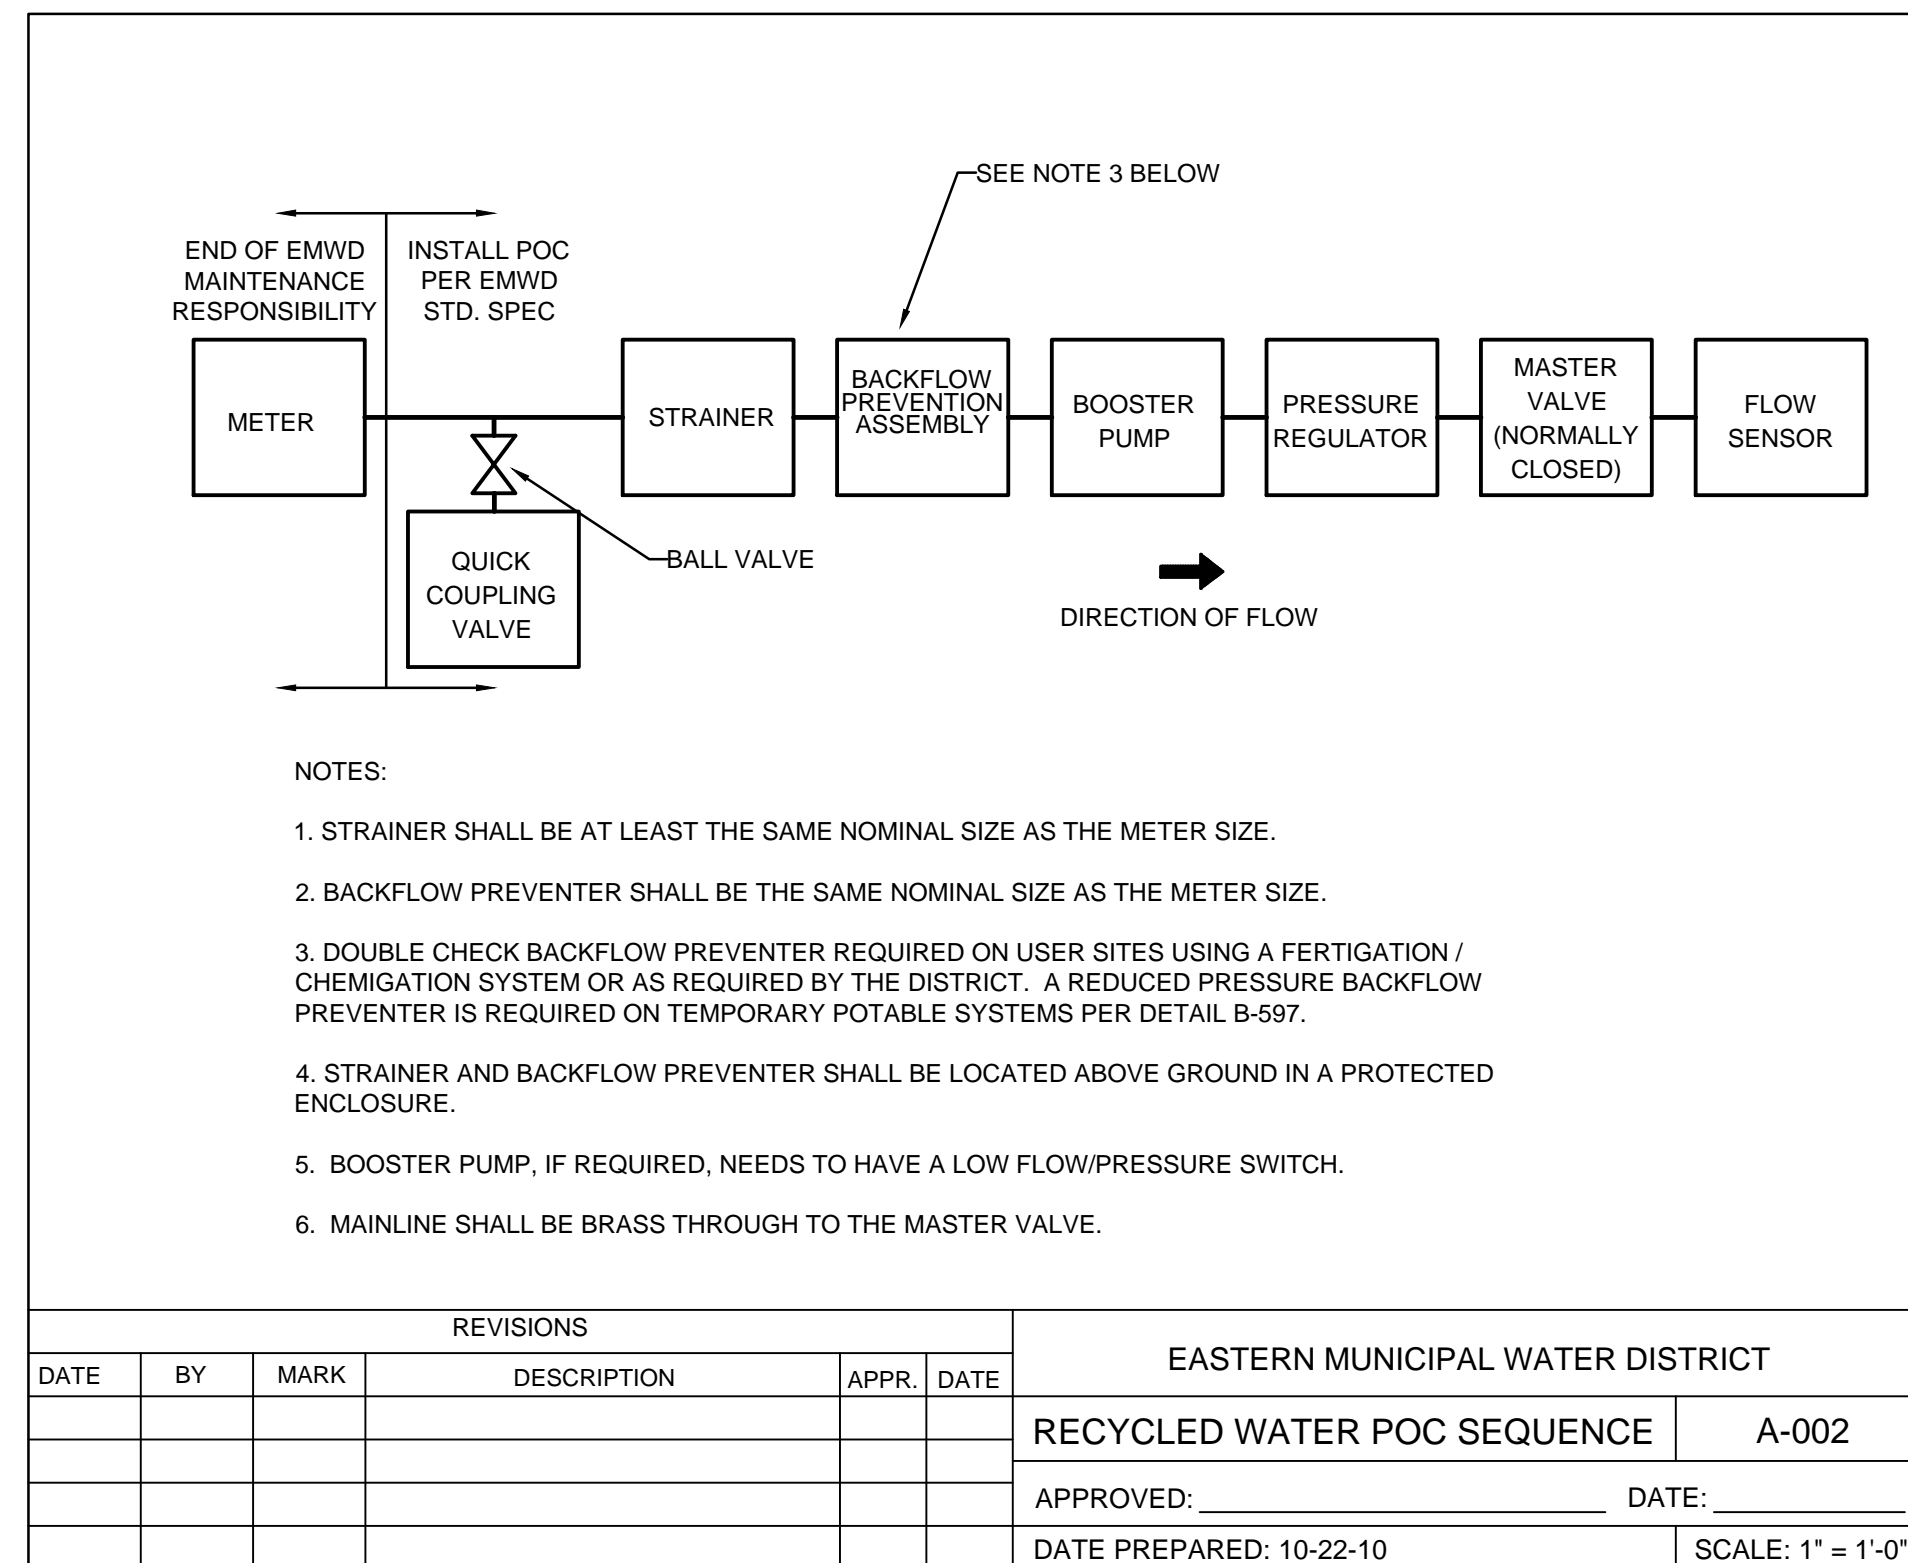 SEE NOTE 3 BELOW
END OF EMWD
MAINTENANCE
RESPONSIBILITY
INSTALL POC
PER EMWD
STD. SPEC
METER
STRAINER
BACKFLOW
PREVENTION
ASSEMBLY
BOOSTER
PUMP
PRESSURE
REGULATOR
MASTER
VALVE
(NORMALLY
CLOSED)
FLOW
SENSOR
QUICK
COUPLING
VALVE
BALL VALVE
DIRECTION OF FLOW
NOTES:
1. STRAINER SHALL BE AT LEAST THE SAME NOMINAL SIZE AS THE METER SIZE.
2. BACKFLOW PREVENTER SHALL BE THE SAME NOMINAL SIZE AS THE METER SIZE.
3. DOUBLE CHECK BACKFLOW PREVENTER REQUIRED ON USER SITES USING A FERTIGATION /
CHEMIGATION SYSTEM OR AS REQUIRED BY THE DISTRICT.  A REDUCED PRESSURE BACKFLOW
PREVENTER IS REQUIRED ON TEMPORARY POTABLE SYSTEMS PER DETAIL B-597.
4. STRAINER AND BACKFLOW PREVENTER SHALL BE LOCATED ABOVE GROUND IN A PROTECTED
ENCLOSURE.
5.  BOOSTER PUMP, IF REQUIRED, NEEDS TO HAVE A LOW FLOW/PRESSURE SWITCH.
6.  MAINLINE SHALL BE BRASS THROUGH TO THE MASTER VALVE.
REVISIONS
DATE BY MARK DESCRIPTION APPR. DATE
EASTERN MUNICIPAL WATER DISTRICT
RECYCLED WATER POC SEQUENCE A-002
APPROVED: DATE:
DATE PREPARED: 10-22-10 SCALE: 1" = 1'-0"